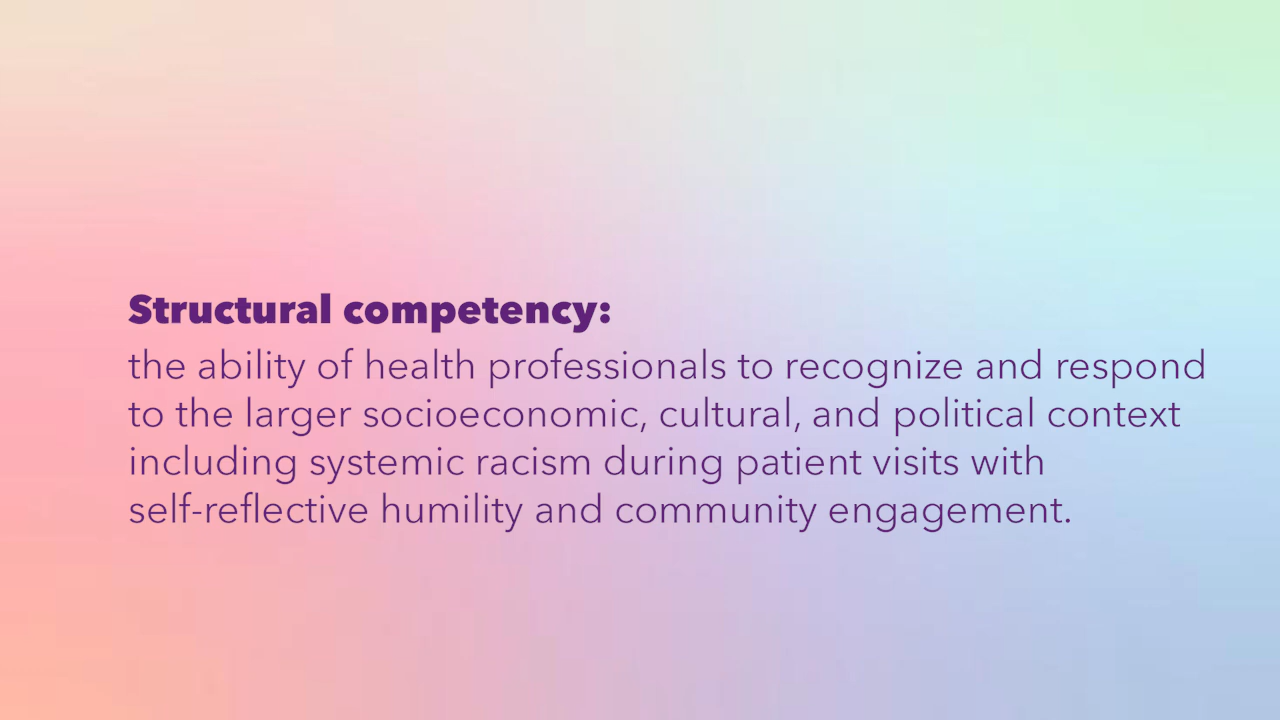 Structural competency:
the ability of health professionals to recognize and respond
to the larger socioeconomic, cultural, and political context
including systemic racism during patient visits with
self-reflective humility and community engagement.